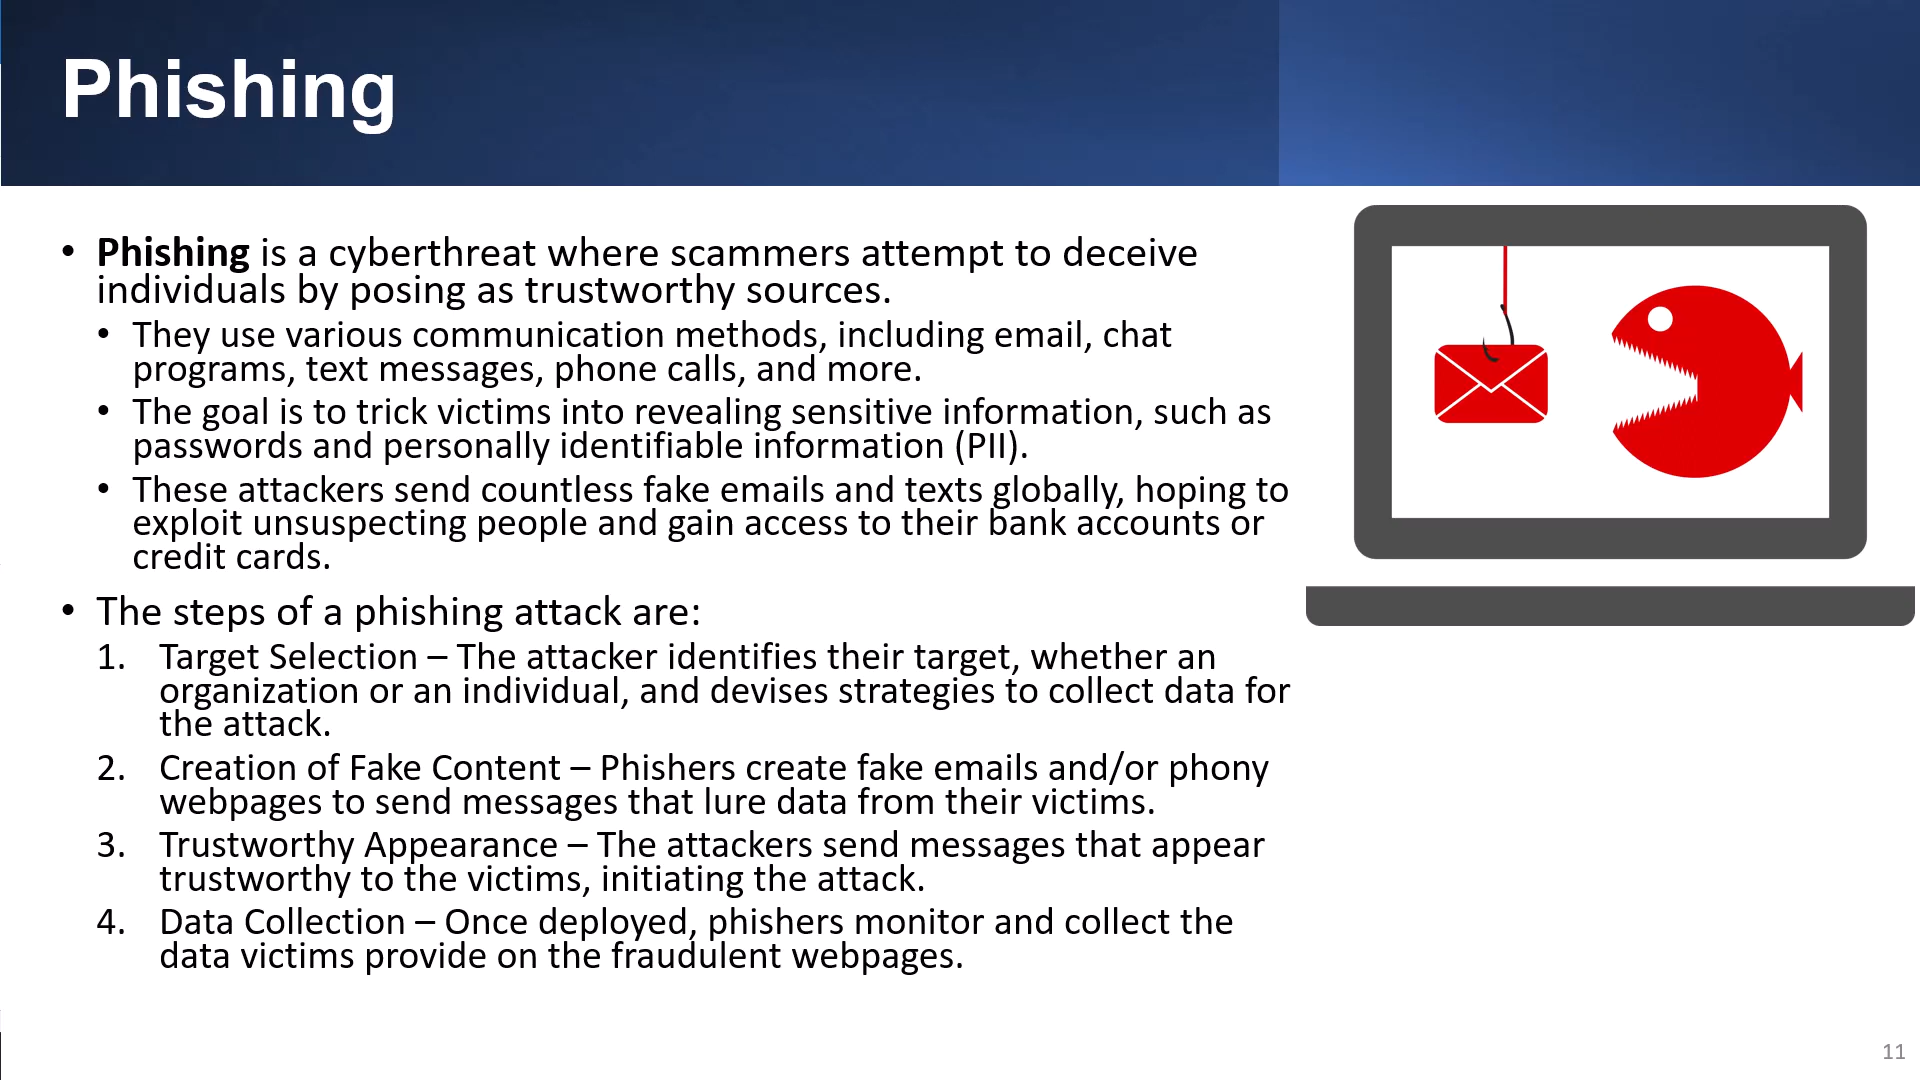 Phishing
• Phishing is a cyberthreat where scammers attempt to deceive
individuals by posing as trustworthy sources.
• They use various communication methods, including email, chat
programs, text messages, phone calls, and more.
• The goal is to trick victims into revealing sensitive information, such as
passwords and personally identifiable information (PII).
• These attackers send countless fake emails and texts globally, hoping to
exploit unsuspecting people and gain access to their bank accounts or
credit cards.
• The steps of a phishing attack are:
1. Target Selection – The attacker identifies their target, whether an
organization or an individual, and devises strategies to collect data for
the attack.
2. Creation of Fake Content – Phishers create fake emails and/or phony
webpages to send messages that lure data from their victims.
3. Trustworthy Appearance – The attackers send messages that appear
trustworthy to the victims, initiating the attack.
4. Data Collection – Once deployed, phishers monitor and collect the
data victims provide on the fraudulent webpages.
11